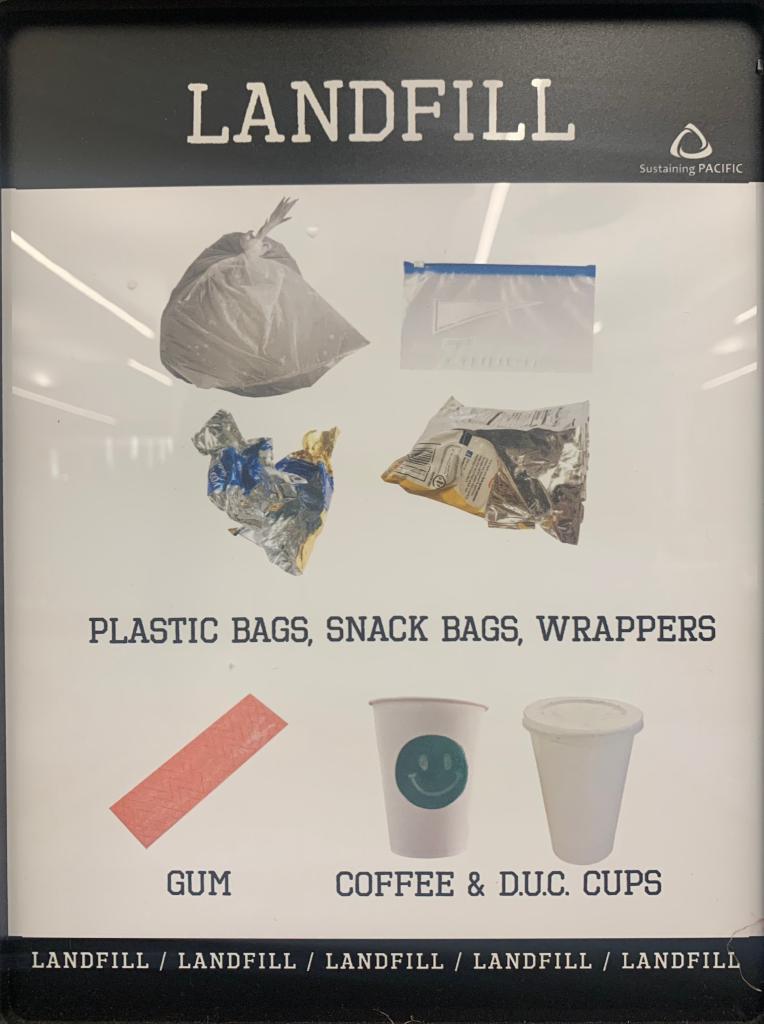 LANDFILL
Sustaining PACIFIC
PLASTIC BAGS, SNACK BAGS, WRAPPERS
GUM
COFFEE & D.U.C. CUPS
LANDFILL / LANDFILL / LANDFILL / LANDFILL / LANDFILL